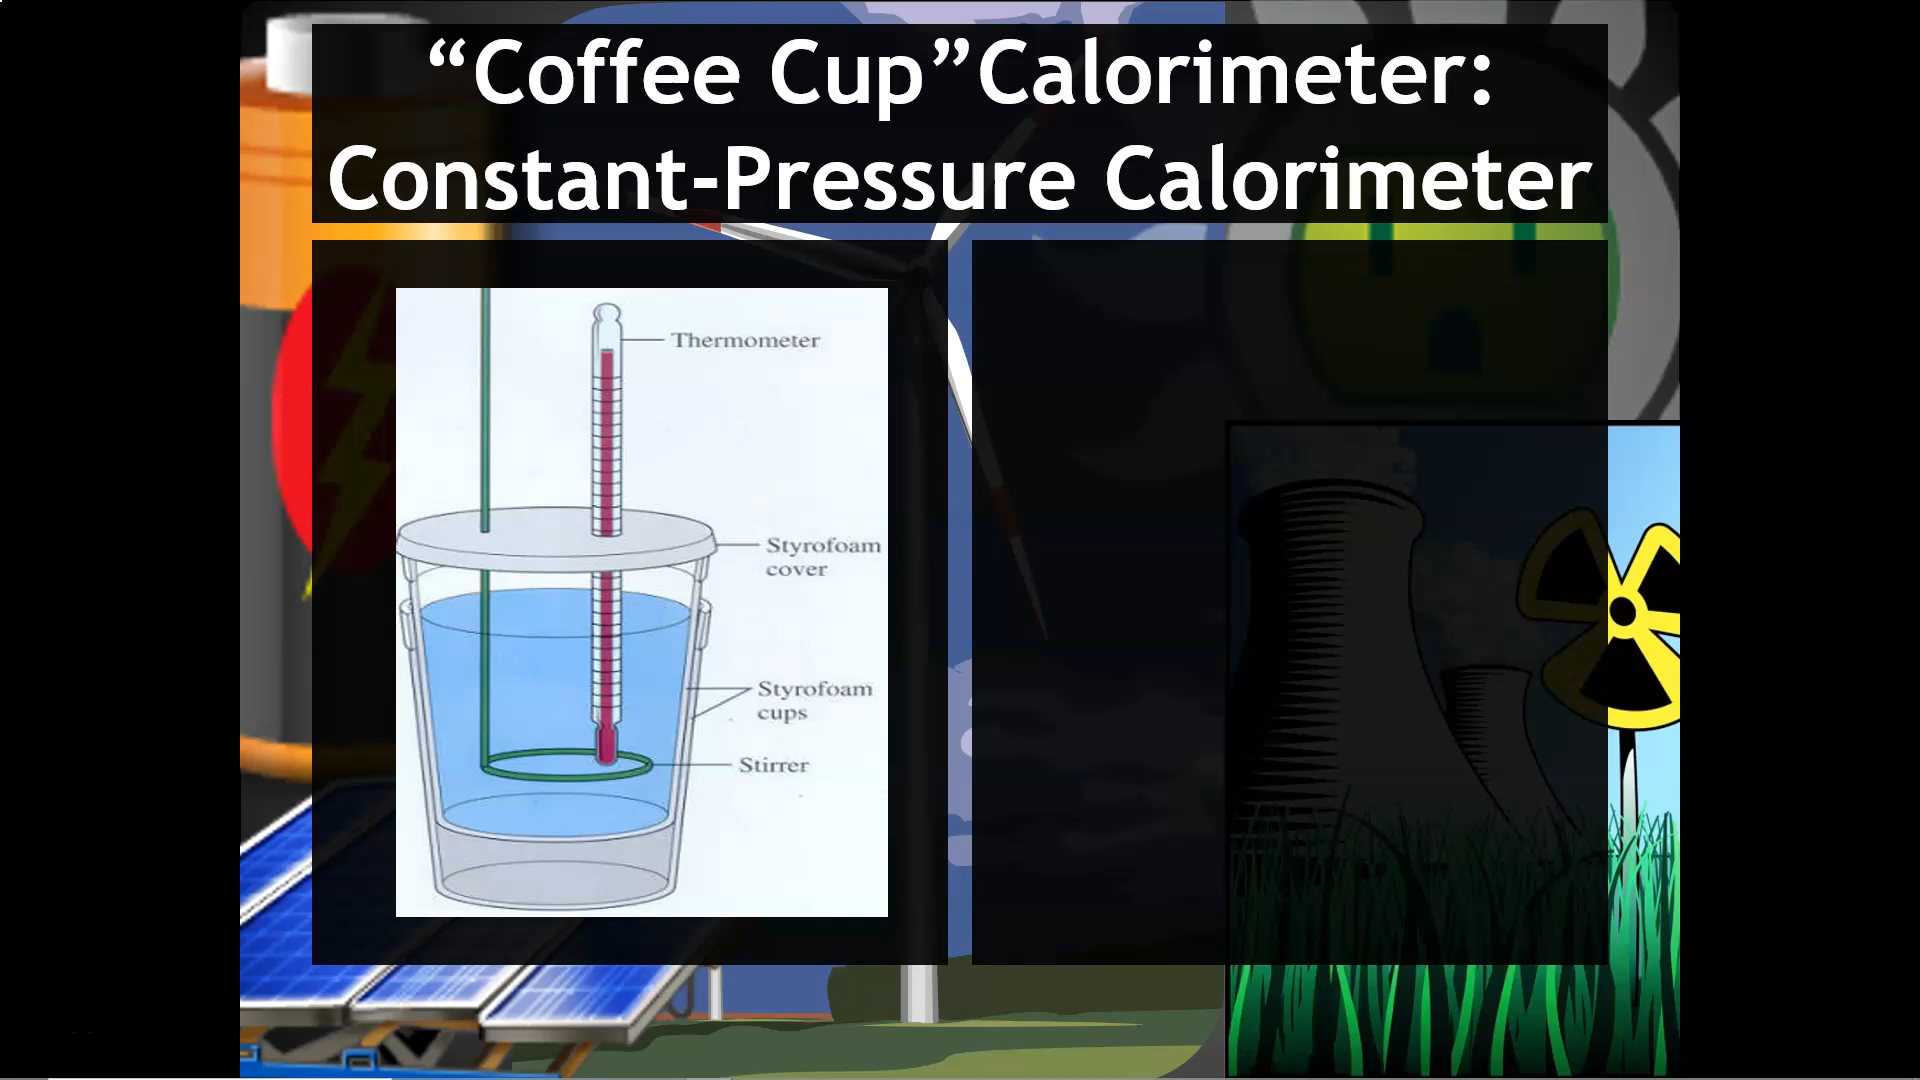 “Coffee Cup”Calorimeter:
Constant-Pressure Calorimeter
Thermometer
Styrofoam
cover
Styrofoam
cups
Stirrer